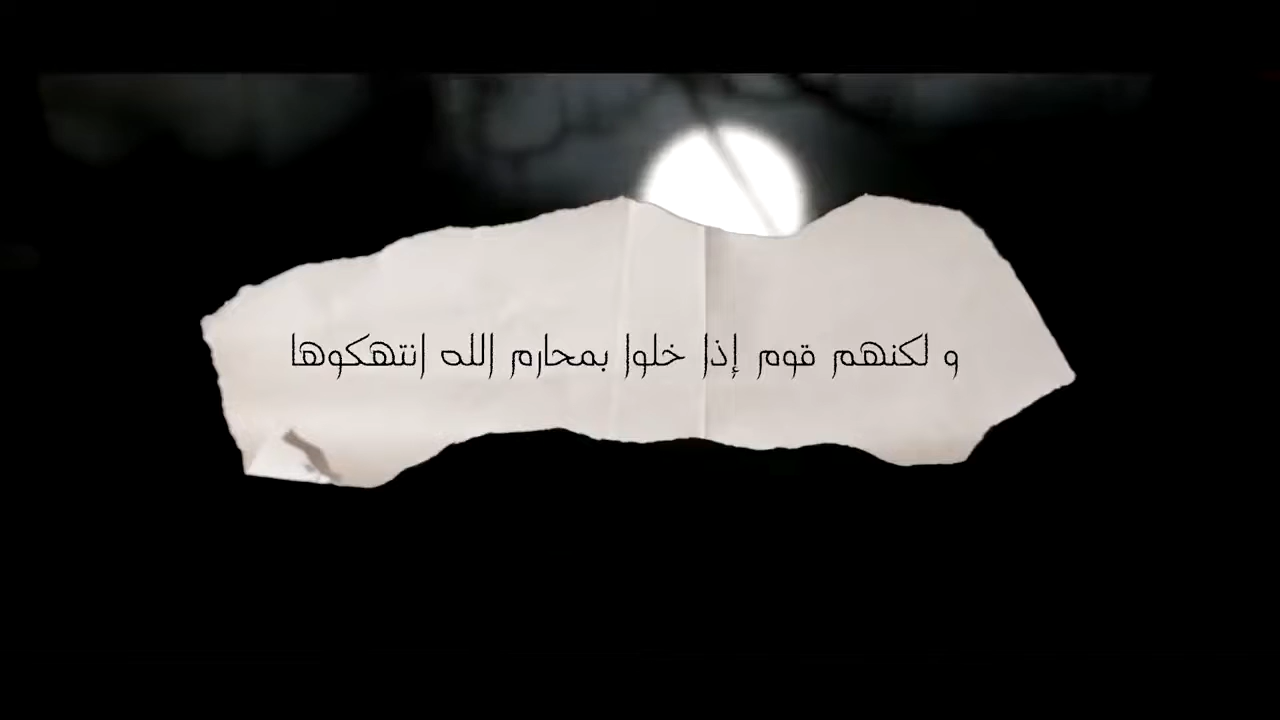 و لكنهم قوم إذا خلوا بمحارم الله انتهكوها